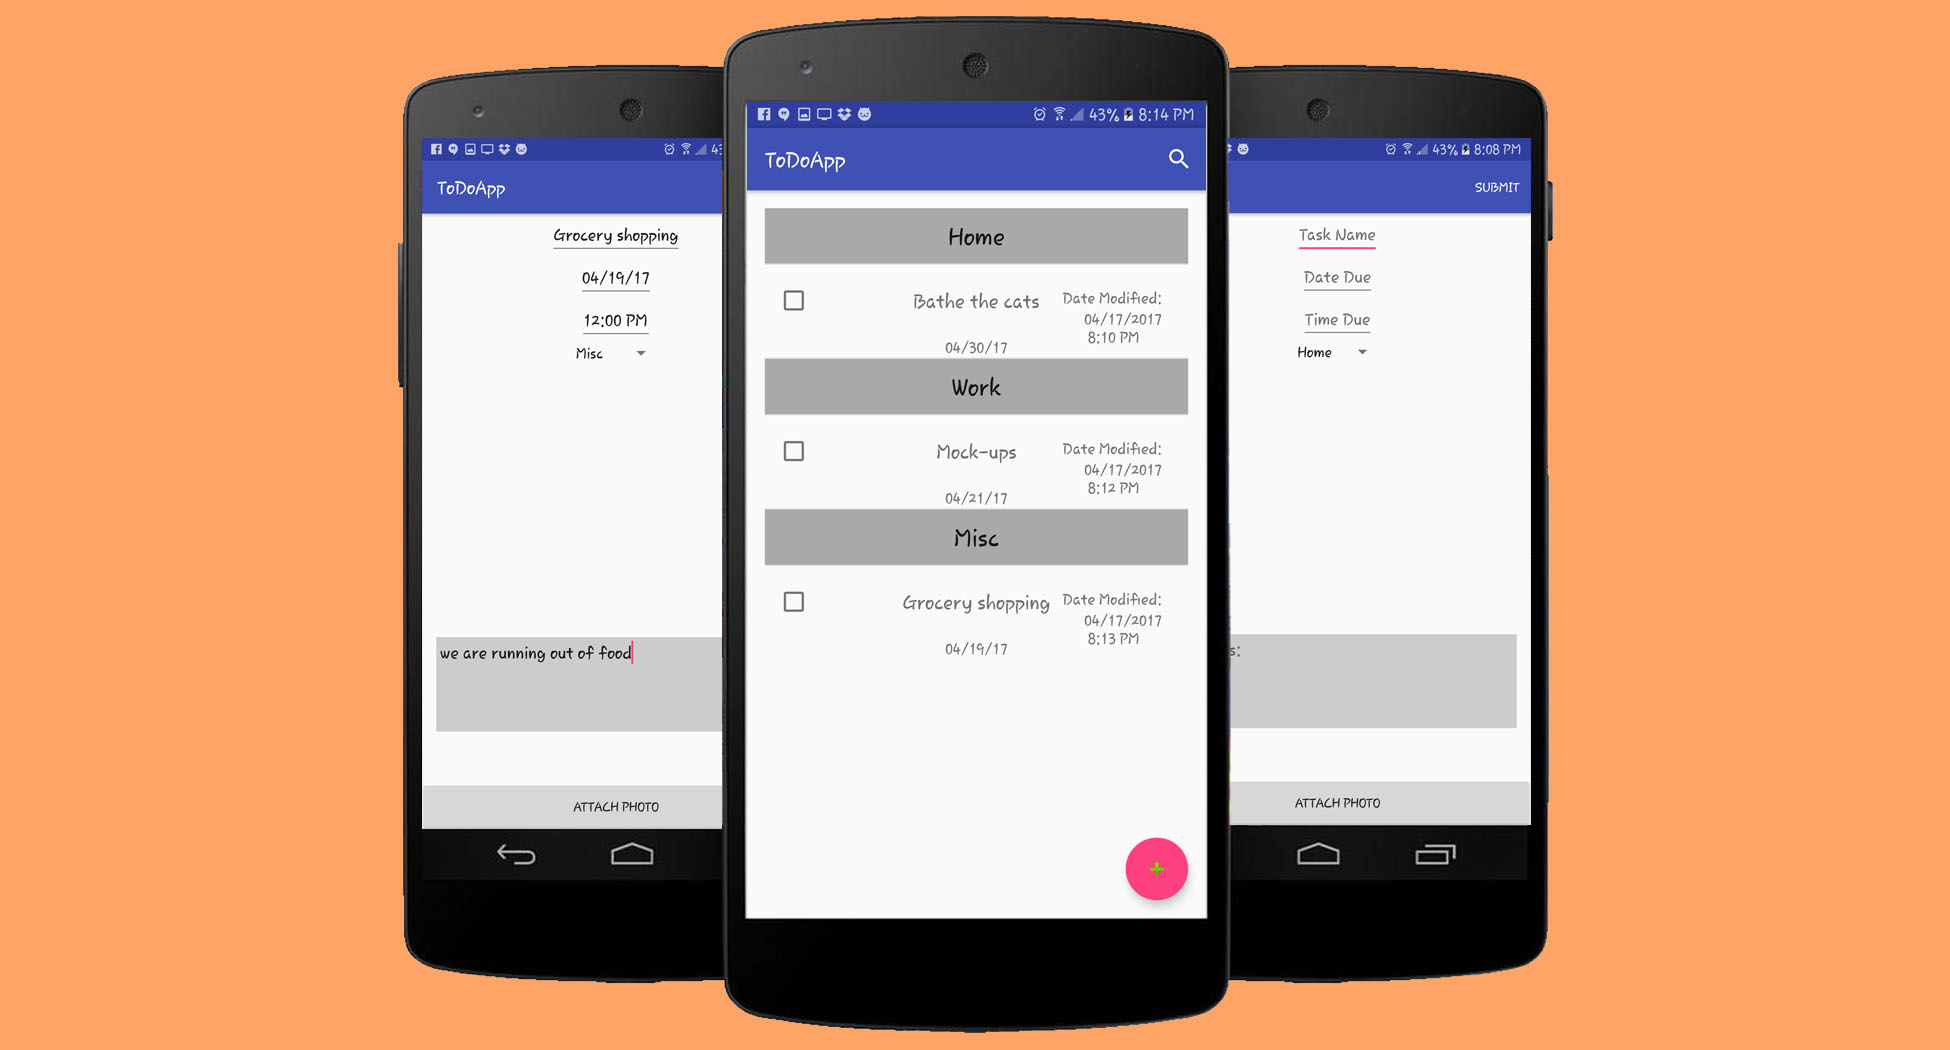 43
ToDoApp
Grocery shopping
04/19/17
12:00 PM
Misc
we are running out of food
ATTACH PHOTO
43% 8:14 PM
ToDoApp
Home
Bathe the cats
Date Modified:
04/17/2017
8:10 PM
04/30/17
Work
Mock-ups
Date Modified:
04/17/2017
8:12 PM
04/21/17
Misc
Grocery shopping
Date Modified:
04/17/2017
8:13 PM
04/19/17
+
43% 8:08 PM
SUBMIT
Task Name
Date Due
Time Due
Home
s:
ATTACH PHOTO